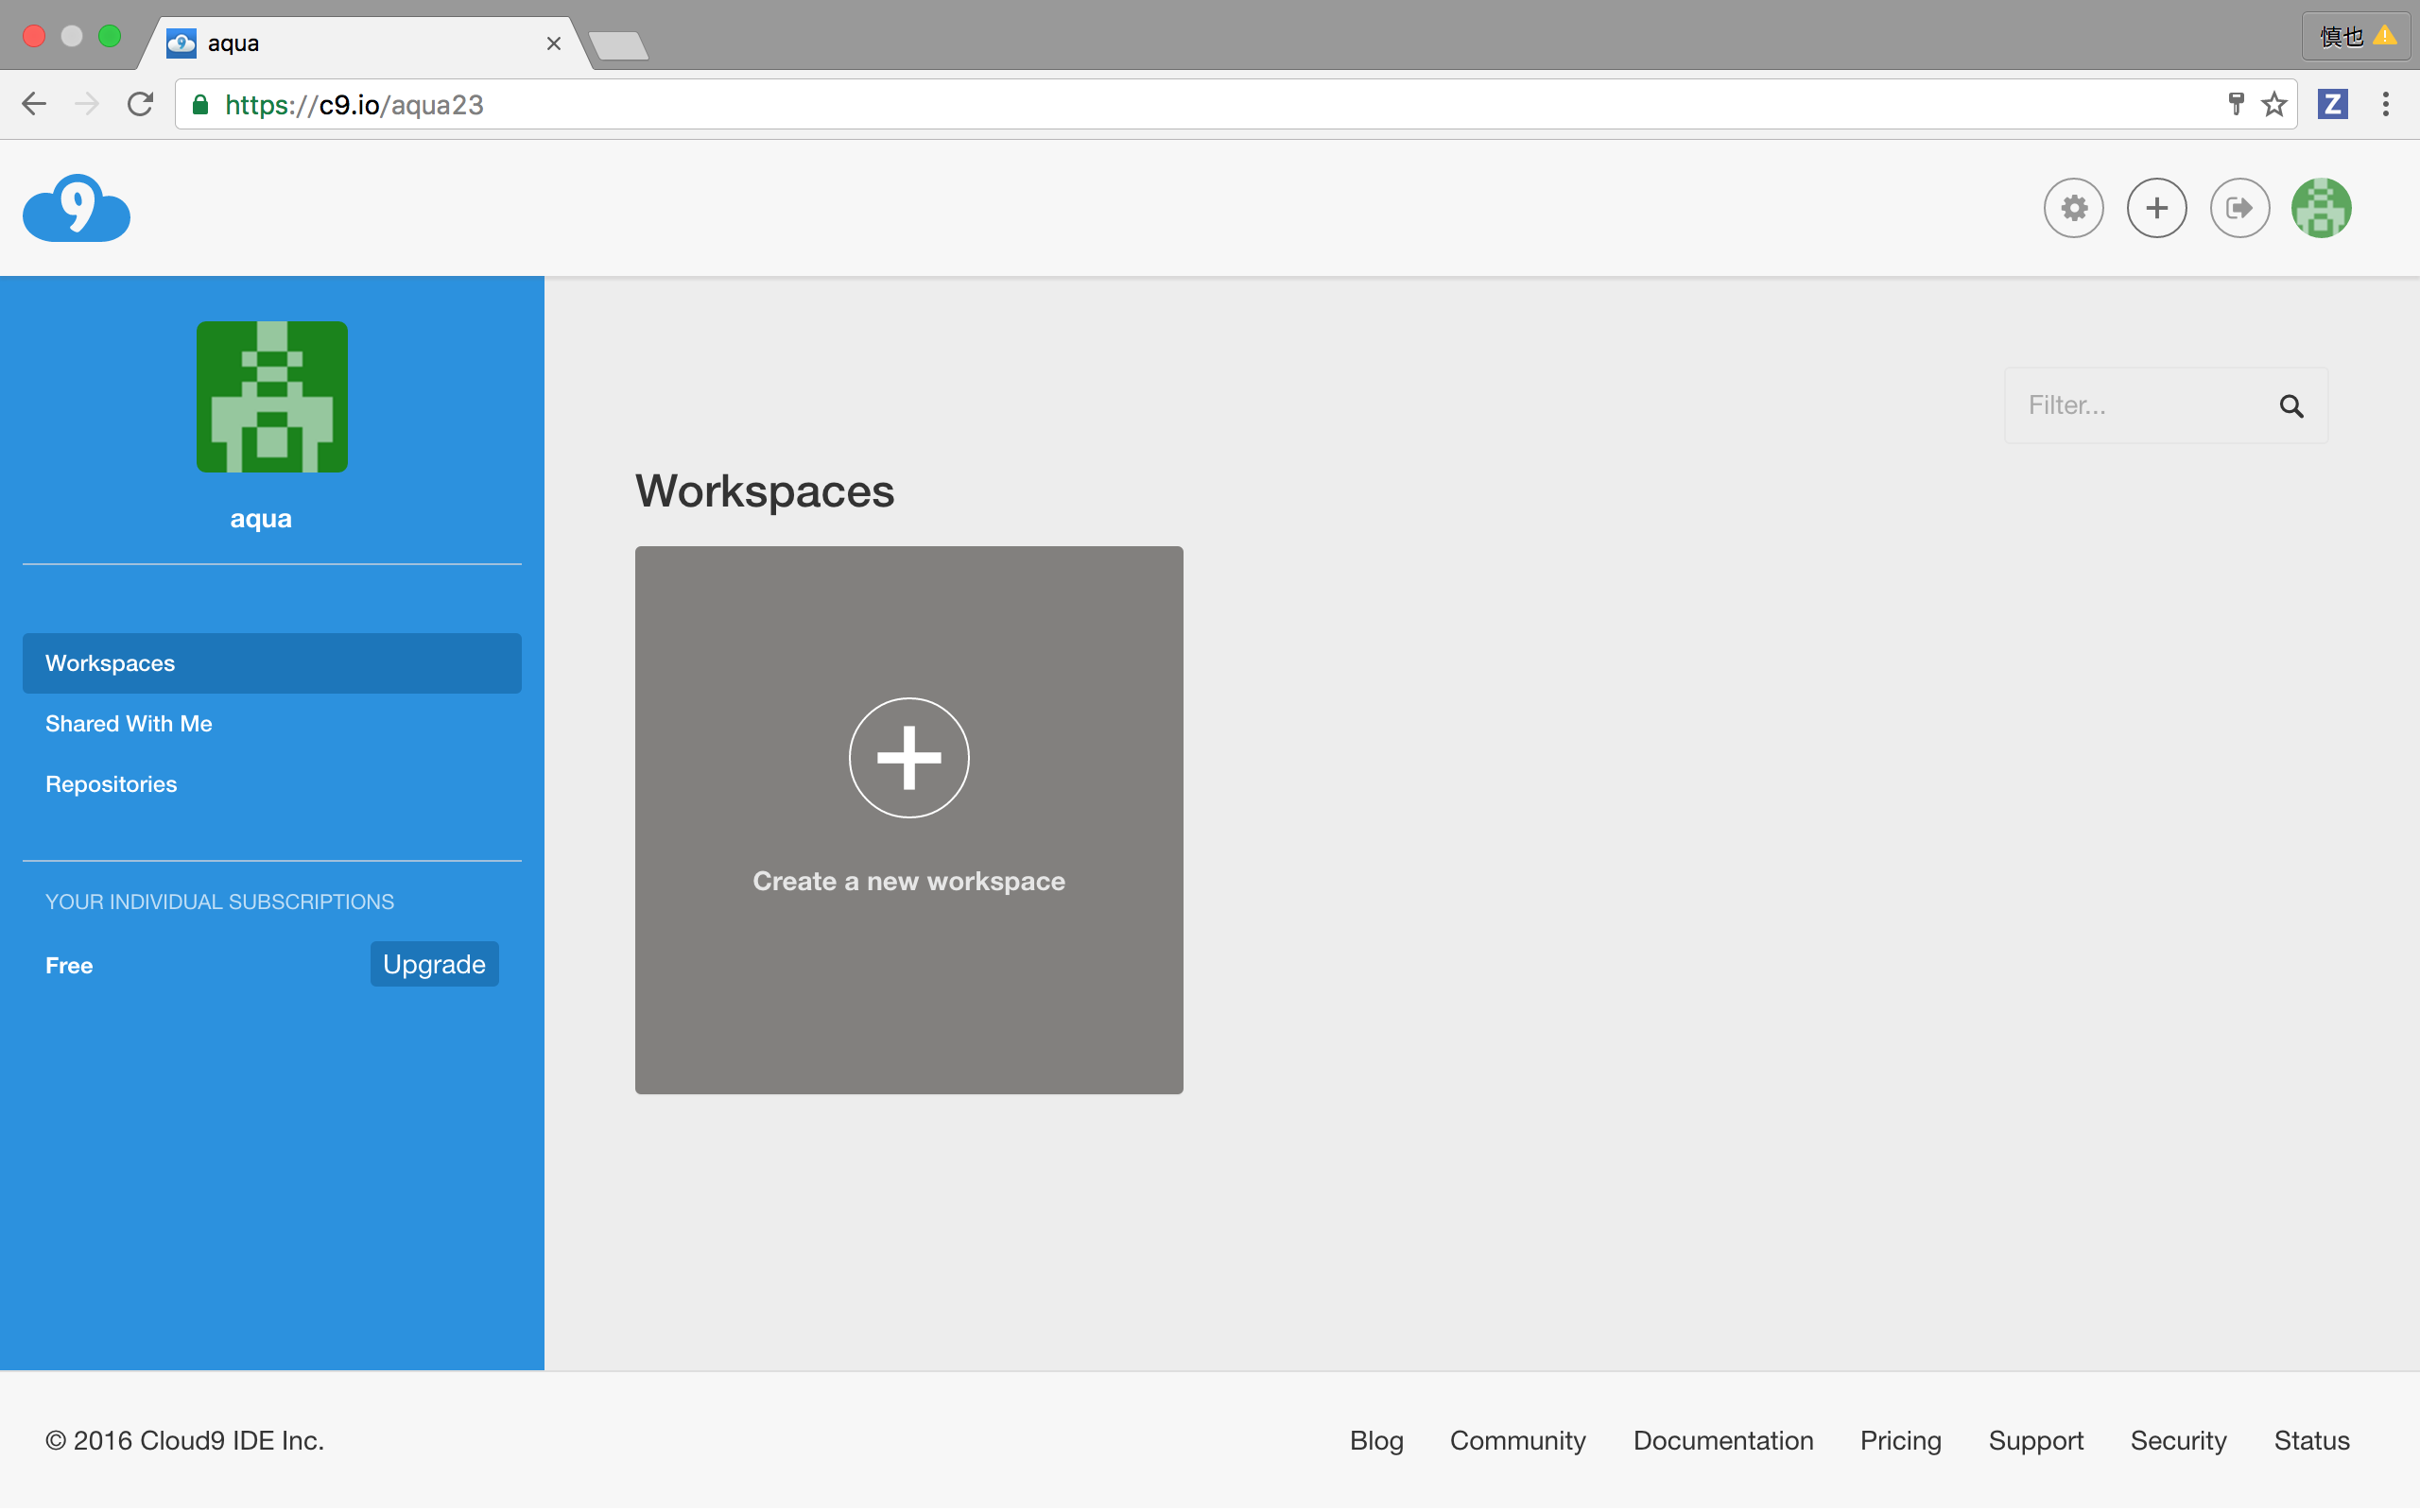 aqua
慎也
https://c9.io/aqua23
Z
9
Filter...
aqua
Workspaces
Shared With Me
Repositories
YOUR INDIVIDUAL SUBSCRIPTIONS
Free
Upgrade
Workspaces
Create a new workspace
© 2016 Cloud9 IDE Inc.
Blog Community Documentation Pricing Support Security Status